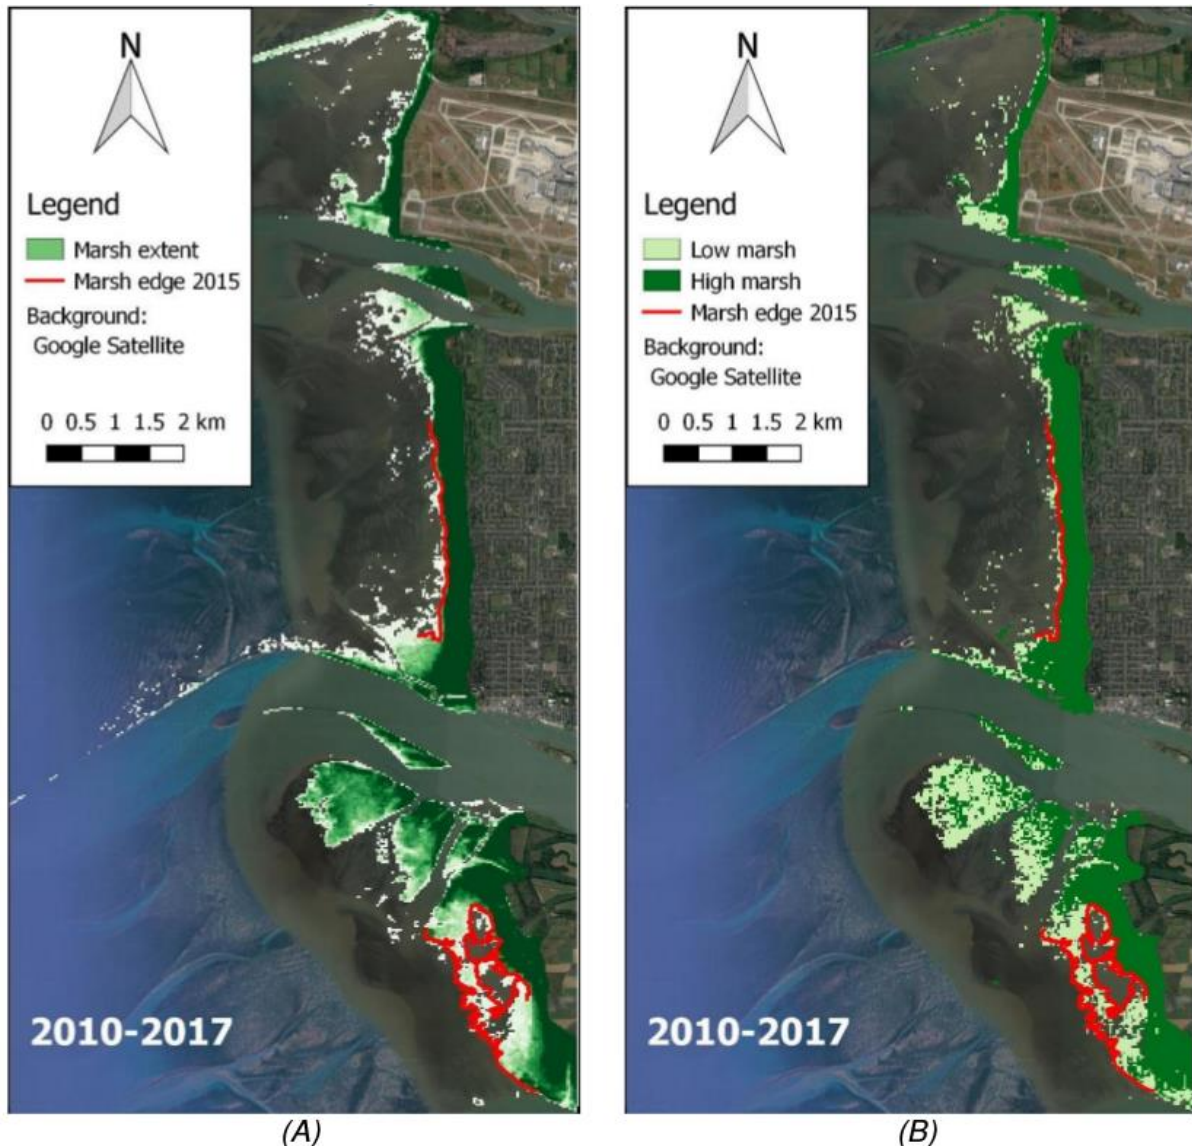 N
Legend
Marsh extent
Marsh edge 2015
Background:
Google Satellite
0 0.5 1 1.5 2 km
2010-2017
(A)
N
Legend
Low marsh
High marsh
Marsh edge 2015
Background:
Google Satellite
0 0.5 1 1.5 2 km
2010-2017
(B)